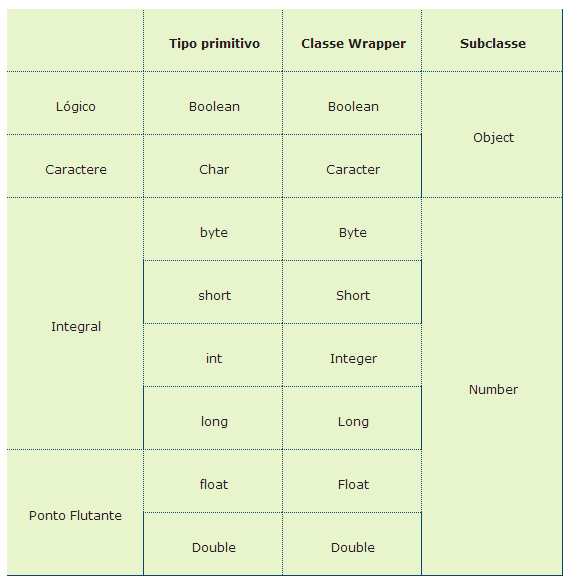 Tipo primitivo Classe Wrapper Subclasse
Lógico Boolean Boolean
Object
Caractere Char Caracter
byte Byte
short Short
Integral
int Integer
Number
long Long
float Float
Ponto Flutante
Double Double